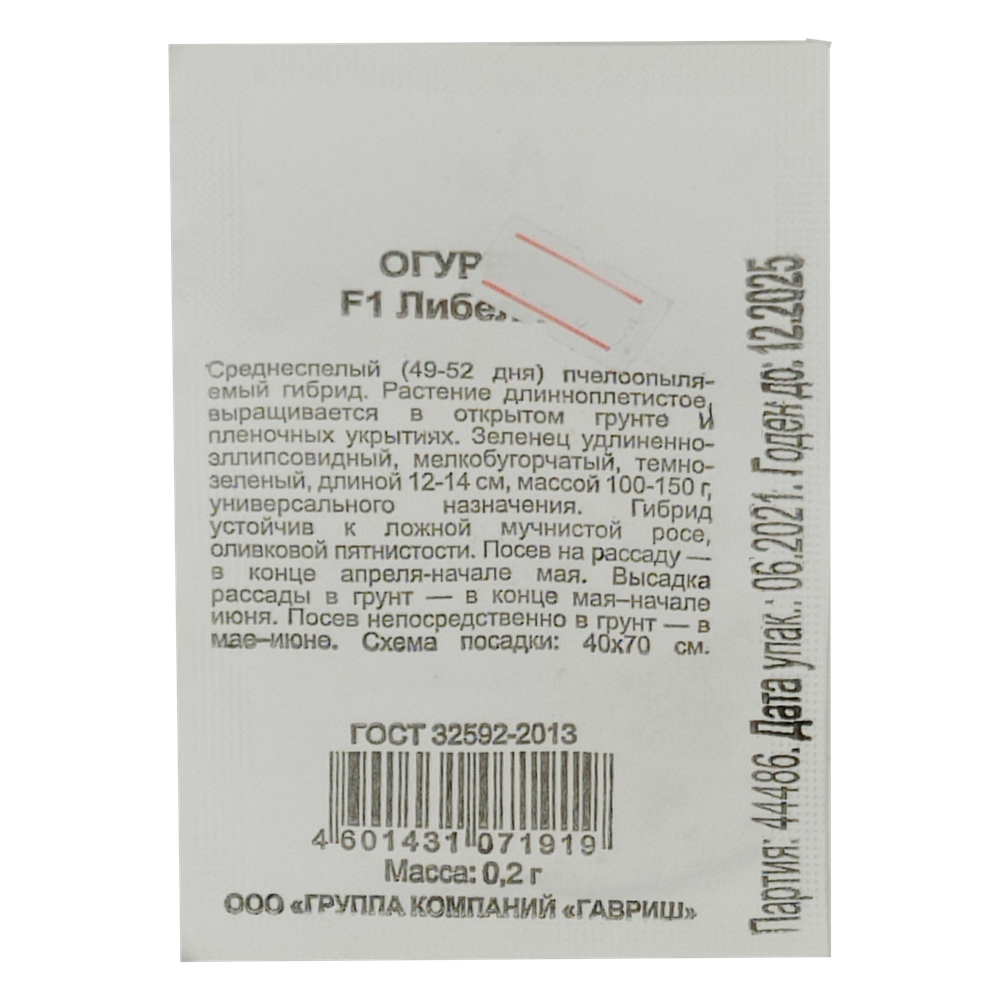 ОГУР
F1 Либел
Среднеспелый (49-52 дня) пчелоопыля-
емый гибрид. Растение длинноплетистое,
выращивается в открытом грунте и
пленочных укрытиях. Зеленец удлиненно-
эллипсовидный, мелкобугорчатый, темно-
зеленый, длиной 12-14 см, массой 100-150 г,
универсального назначения. Гибрид
устойчив к ложной мучнистой росе,
оливковой пятнистости. Посев на рассаду —
в конце апреля-начале мая. Высадка
рассады в грунт — в конце мая–начале
июня. Посев непосредственно в грунт — в
мае–июне. Схема посадки: 40х70 см.
ГОСТ 32592-2013
4 601431 071919
Масса: 0,2 г
ООО «ГРУППА КОМПАНИЙ «ГАВРИШ»
Партия: 44486. Дата упак.: 06.2021. Годен до: 12.2025